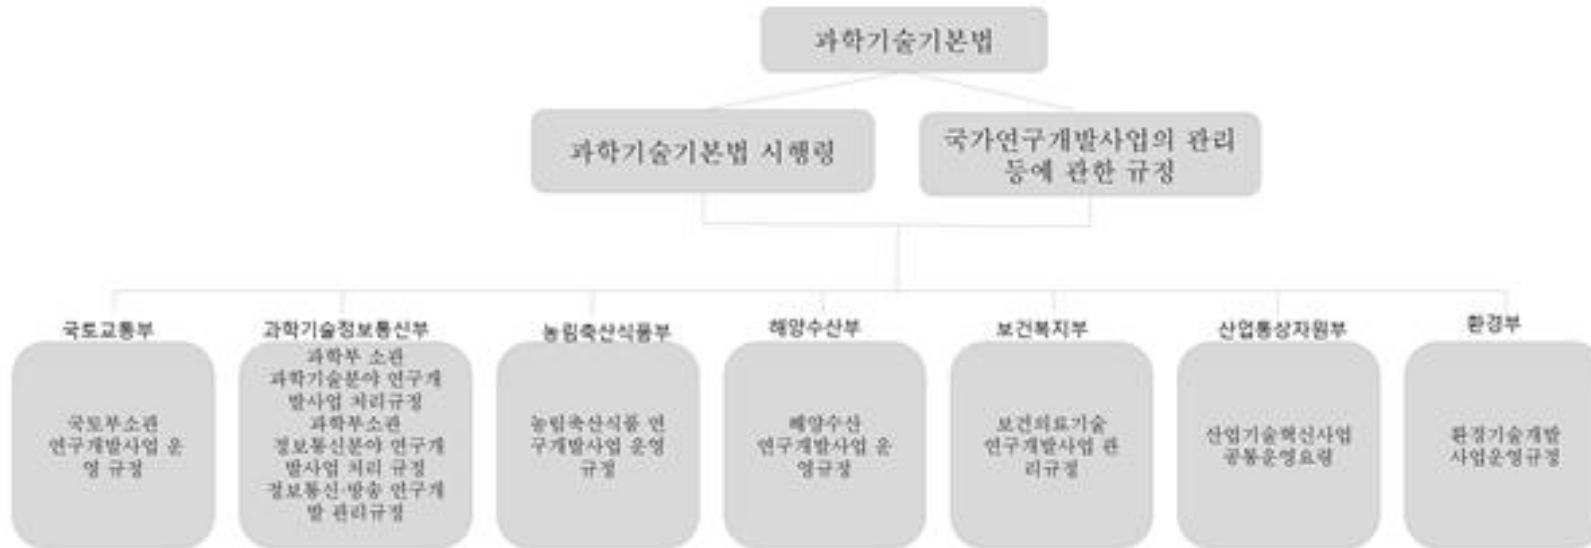 과학기술기본법
과학기술기본법 시행령
국가연구개발사업의 관리
등에 관한 규정
국토교통부
국토부소관
연구개발사업 운
영 규정
과학기술정보통신부
과학부 소관
과학기술분야 연구개
발사업 처리규정
과학부소관
정보통신분야 연구개
발사업 처리 규정
정보통신·방송 연구개
발 관리규정
농림축산식품부
농림축산식품 연
구개발사업 운영
규정
해양수산부
해양수산
연구개발사업 운
영규정
보건복지부
보건의료기술
연구개발사업 관
리규정
산업통상자원부
산업기술혁신사업
공통운영요령
환경부
환경기술개발
사업운영규정